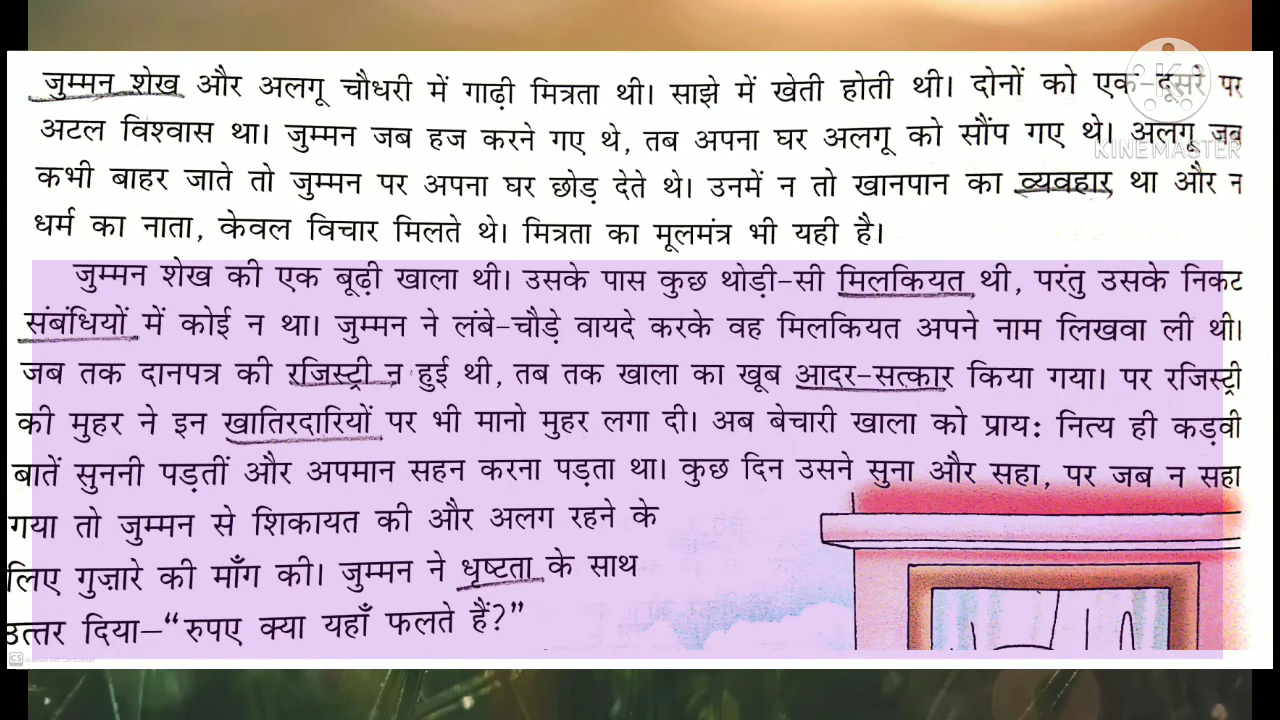 जुम्मन शेख और अलगू चौधरी में गाढ़ी मित्रता थी। साझे में खेती होती थी। दोनों को एक-दूसरे पर
अटल विश्वास था। जुम्मन जब हज करने गए थे, तब अपना घर अलगू को सौंप गए थे। अलगू जब
कभी बाहर जाते तो जुम्मन पर अपना घर छोड़ देते थे। उनमें न तो खानपान का व्यवहार था और न
धर्म का नाता, केवल विचार मिलते थे। मित्रता का मूलमंत्र भी यही है।
जुम्मन शेख की एक बूढ़ी खाला थी। उसके पास कुछ थोड़ी-सी मिलकियत थी, परंतु उसके निकट
संबंधियों में कोई न था। जुम्मन ने लंबे-चौड़े वायदे करके वह मिलकियत अपने नाम लिखवा ली थी।
जब तक दानपत्र की रजिस्ट्री न हुई थी, तब तक खाला का खूब आदर-सत्कार किया गया। पर रजिस्ट्री
की मुहर ने इन खातिरदारियों पर भी मानो मुहर लगा दी। अब बेचारी खाला को प्रायः नित्य ही कड़वी
बातें सुननी पड़तीं और अपमान सहन करना पड़ता था। कुछ दिन उसने सुना और सहा, पर जब न सहा
गया तो जुम्मन से शिकायत की और अलग रहने के
लिए गुज़ारे की माँग की। जुम्मन ने धृष्टता के साथ
उत्तर दिया–“रुपए क्या यहाँ फलते हैं?”
KINEMASTER
CS